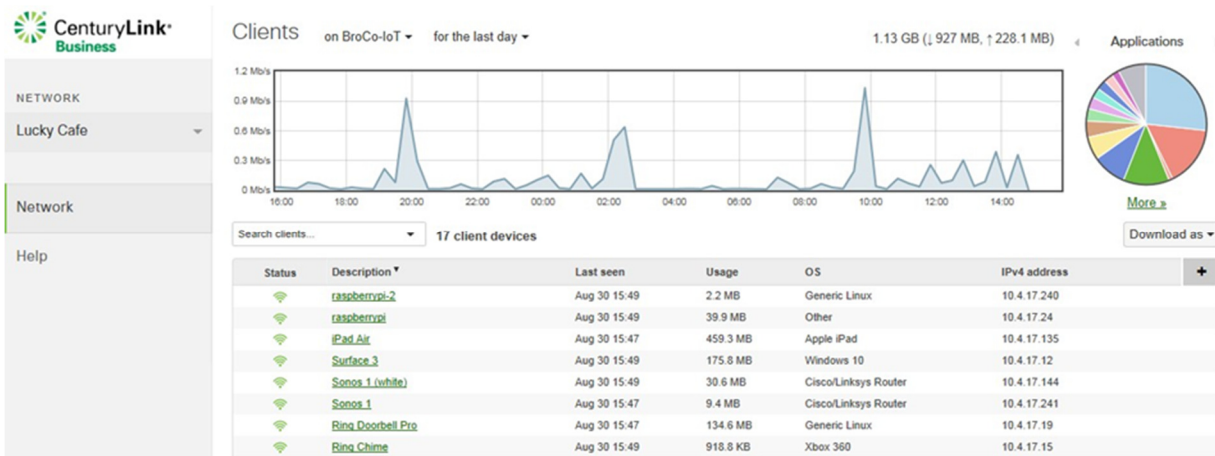 CenturyLink®
Business
NETWORK
Lucky Cafe
Network
Help
Clients on BroCo-IoT for the last day 1.13 GB (↓ 927 MB, ↑ 228.1 MB) Applications
1.2 Mb/s
0.9 Mb/s
0.6 Mb/s
0.3 Mb/s
0 Mb/s
16:00 18:00 20:00 22:00 00:00 02:00 04:00 06:00 08:00 10:00 12:00 14:00
More »
Search clients... 17 client devices Download as
Status Description Last seen Usage OS IPv4 address +
raspberrypi-2 Aug 30 15:49 2.2 MB Generic Linux 10.4.17.240
raspberrypi Aug 30 15:49 39.9 MB Other 10.4.17.24
iPad Air Aug 30 15:47 459.3 MB Apple iPad 10.4.17.135
Surface 3 Aug 30 15:49 175.8 MB Windows 10 10.4.17.12
Sonos 1 (white) Aug 30 15:49 30.6 MB Cisco/Linksys Router 10.4.17.144
Sonos 1 Aug 30 15:47 9.4 MB Cisco/Linksys Router 10.4.17.241
Ring Doorbell Pro Aug 30 15:47 134.6 MB Generic Linux 10.4.17.19
Ring Chime Aug 30 15:49 918.8 KB Xbox 360 10.4.17.15